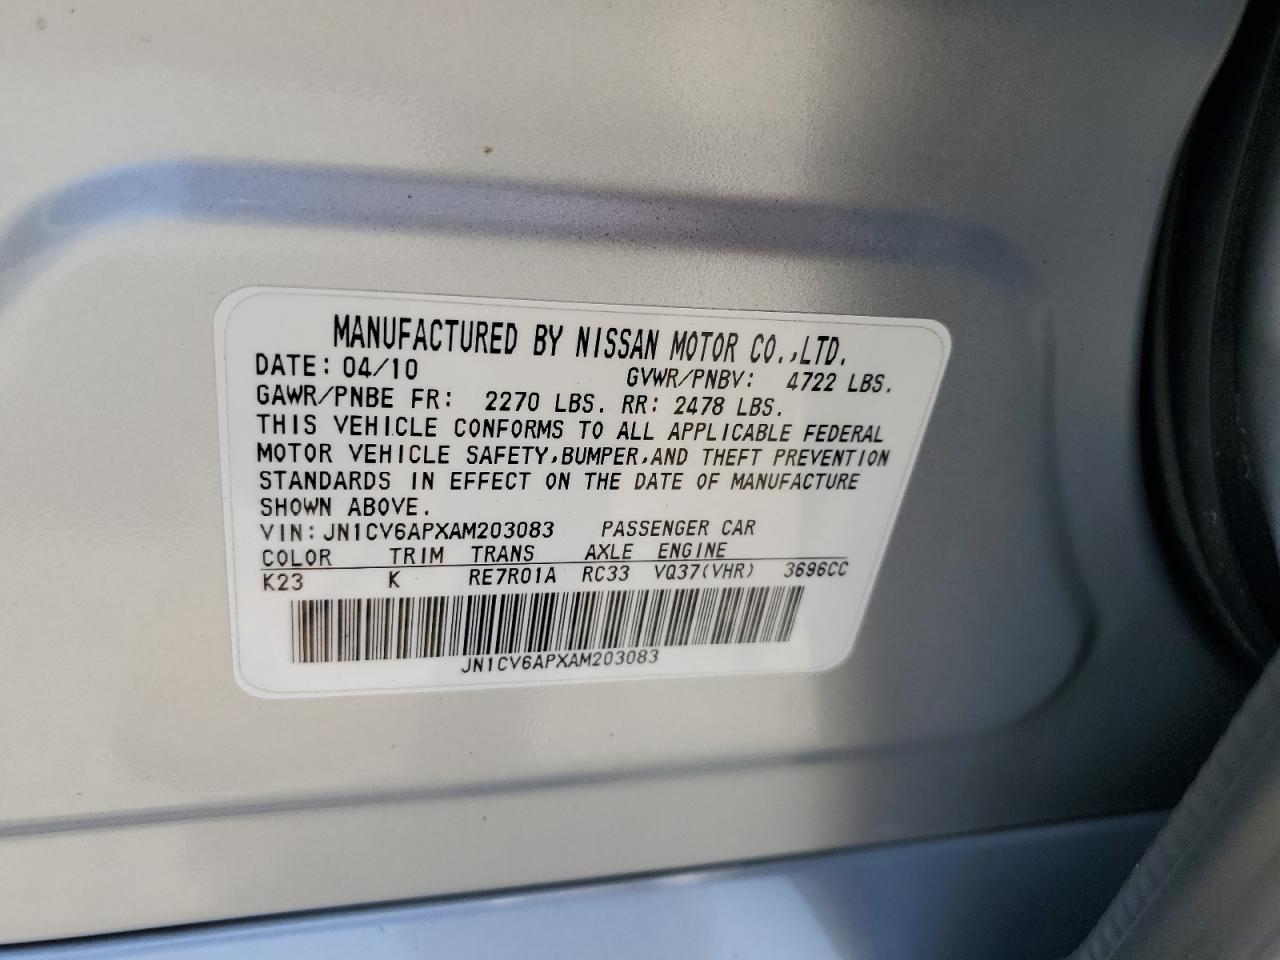 MANUFACTURED BY NISSAN MOTOR CO.,LTD.
DATE: 04/10 GVWR/PNBV: 4722 LBS.
GAWR/PNBE FR: 2270 LBS. RR: 2478 LBS.
THIS VEHICLE CONFORMS TO ALL APPLICABLE FEDERAL
MOTOR VEHICLE SAFETY,BUMPER,AND THEFT PREVENTION
STANDARDS IN EFFECT ON THE DATE OF MANUFACTURE
SHOWN ABOVE.
VIN: JN1CV6APXAM203083 PASSENGER CAR
COLOR TRIM TRANS AXLE ENGINE
K23 K RE7R01A RC33 VQ37(VHR) 3696CC
JN1CV6APXAM203083